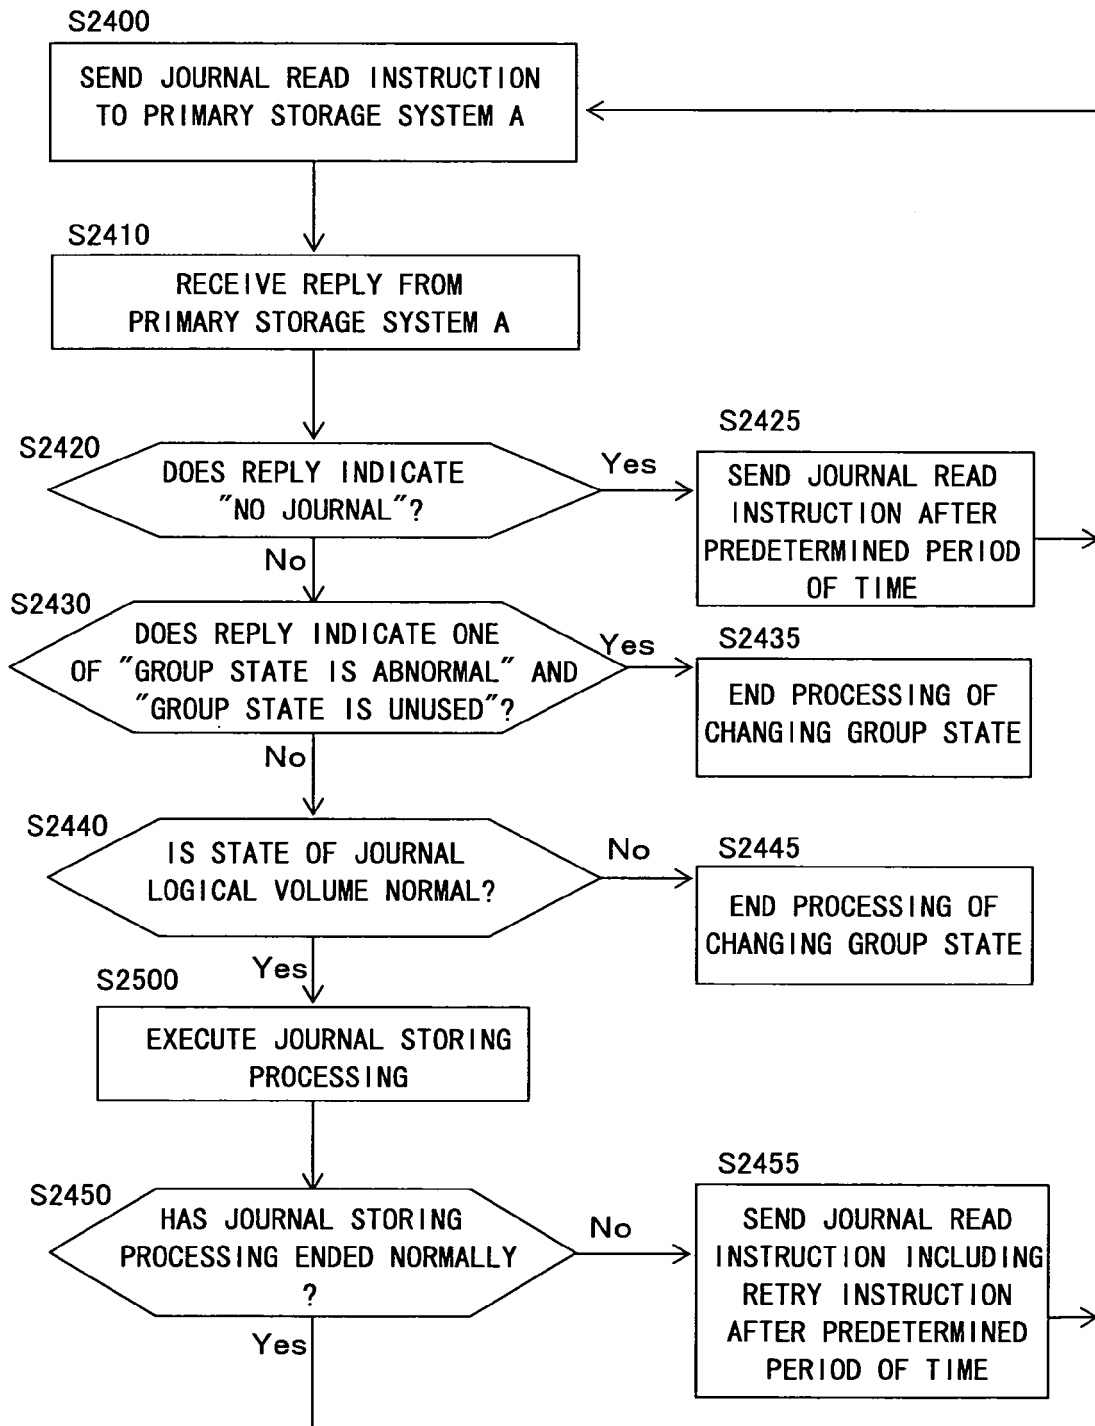 S2400
SEND JOURNAL READ INSTRUCTION
TO PRIMARY STORAGE SYSTEM A
S2410
RECEIVE REPLY FROM
PRIMARY STORAGE SYSTEM A
S2420
DOES REPLY INDICATE
"NO JOURNAL"?
Yes
No
S2425
SEND JOURNAL READ
INSTRUCTION AFTER
PREDETERMINED PERIOD
OF TIME
S2430
DOES REPLY INDICATE ONE
OF "GROUP STATE IS ABNORMAL" AND
"GROUP STATE IS UNUSED"?
Yes
No
S2435
END PROCESSING OF
CHANGING GROUP STATE
S2440
IS STATE OF JOURNAL
LOGICAL VOLUME NORMAL?
No
Yes
S2445
END PROCESSING OF
CHANGING GROUP STATE
S2500
EXECUTE JOURNAL STORING
PROCESSING
S2450
HAS JOURNAL STORING
PROCESSING ENDED NORMALLY
?
No
Yes
S2455
SEND JOURNAL READ
INSTRUCTION INCLUDING
RETRY INSTRUCTION
AFTER PREDETERMINED
PERIOD OF TIME